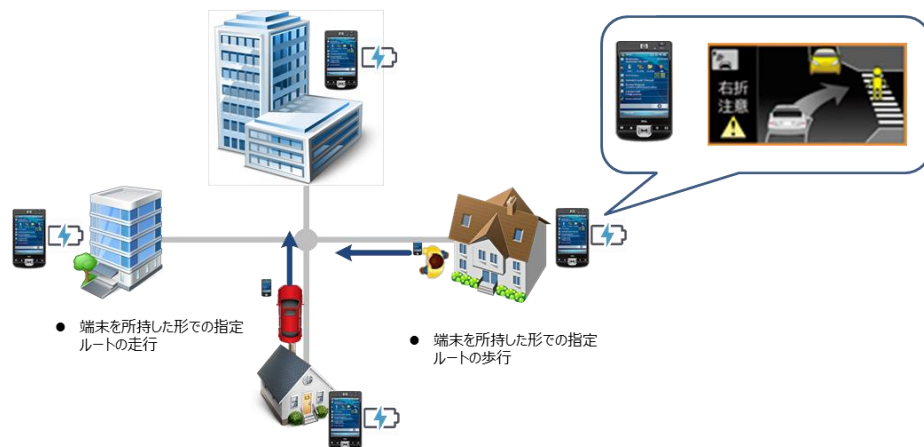 右折
注意
● 端末を所持した形での指定
ルートの走行
● 端末を所持した形での指定
ルートの歩行